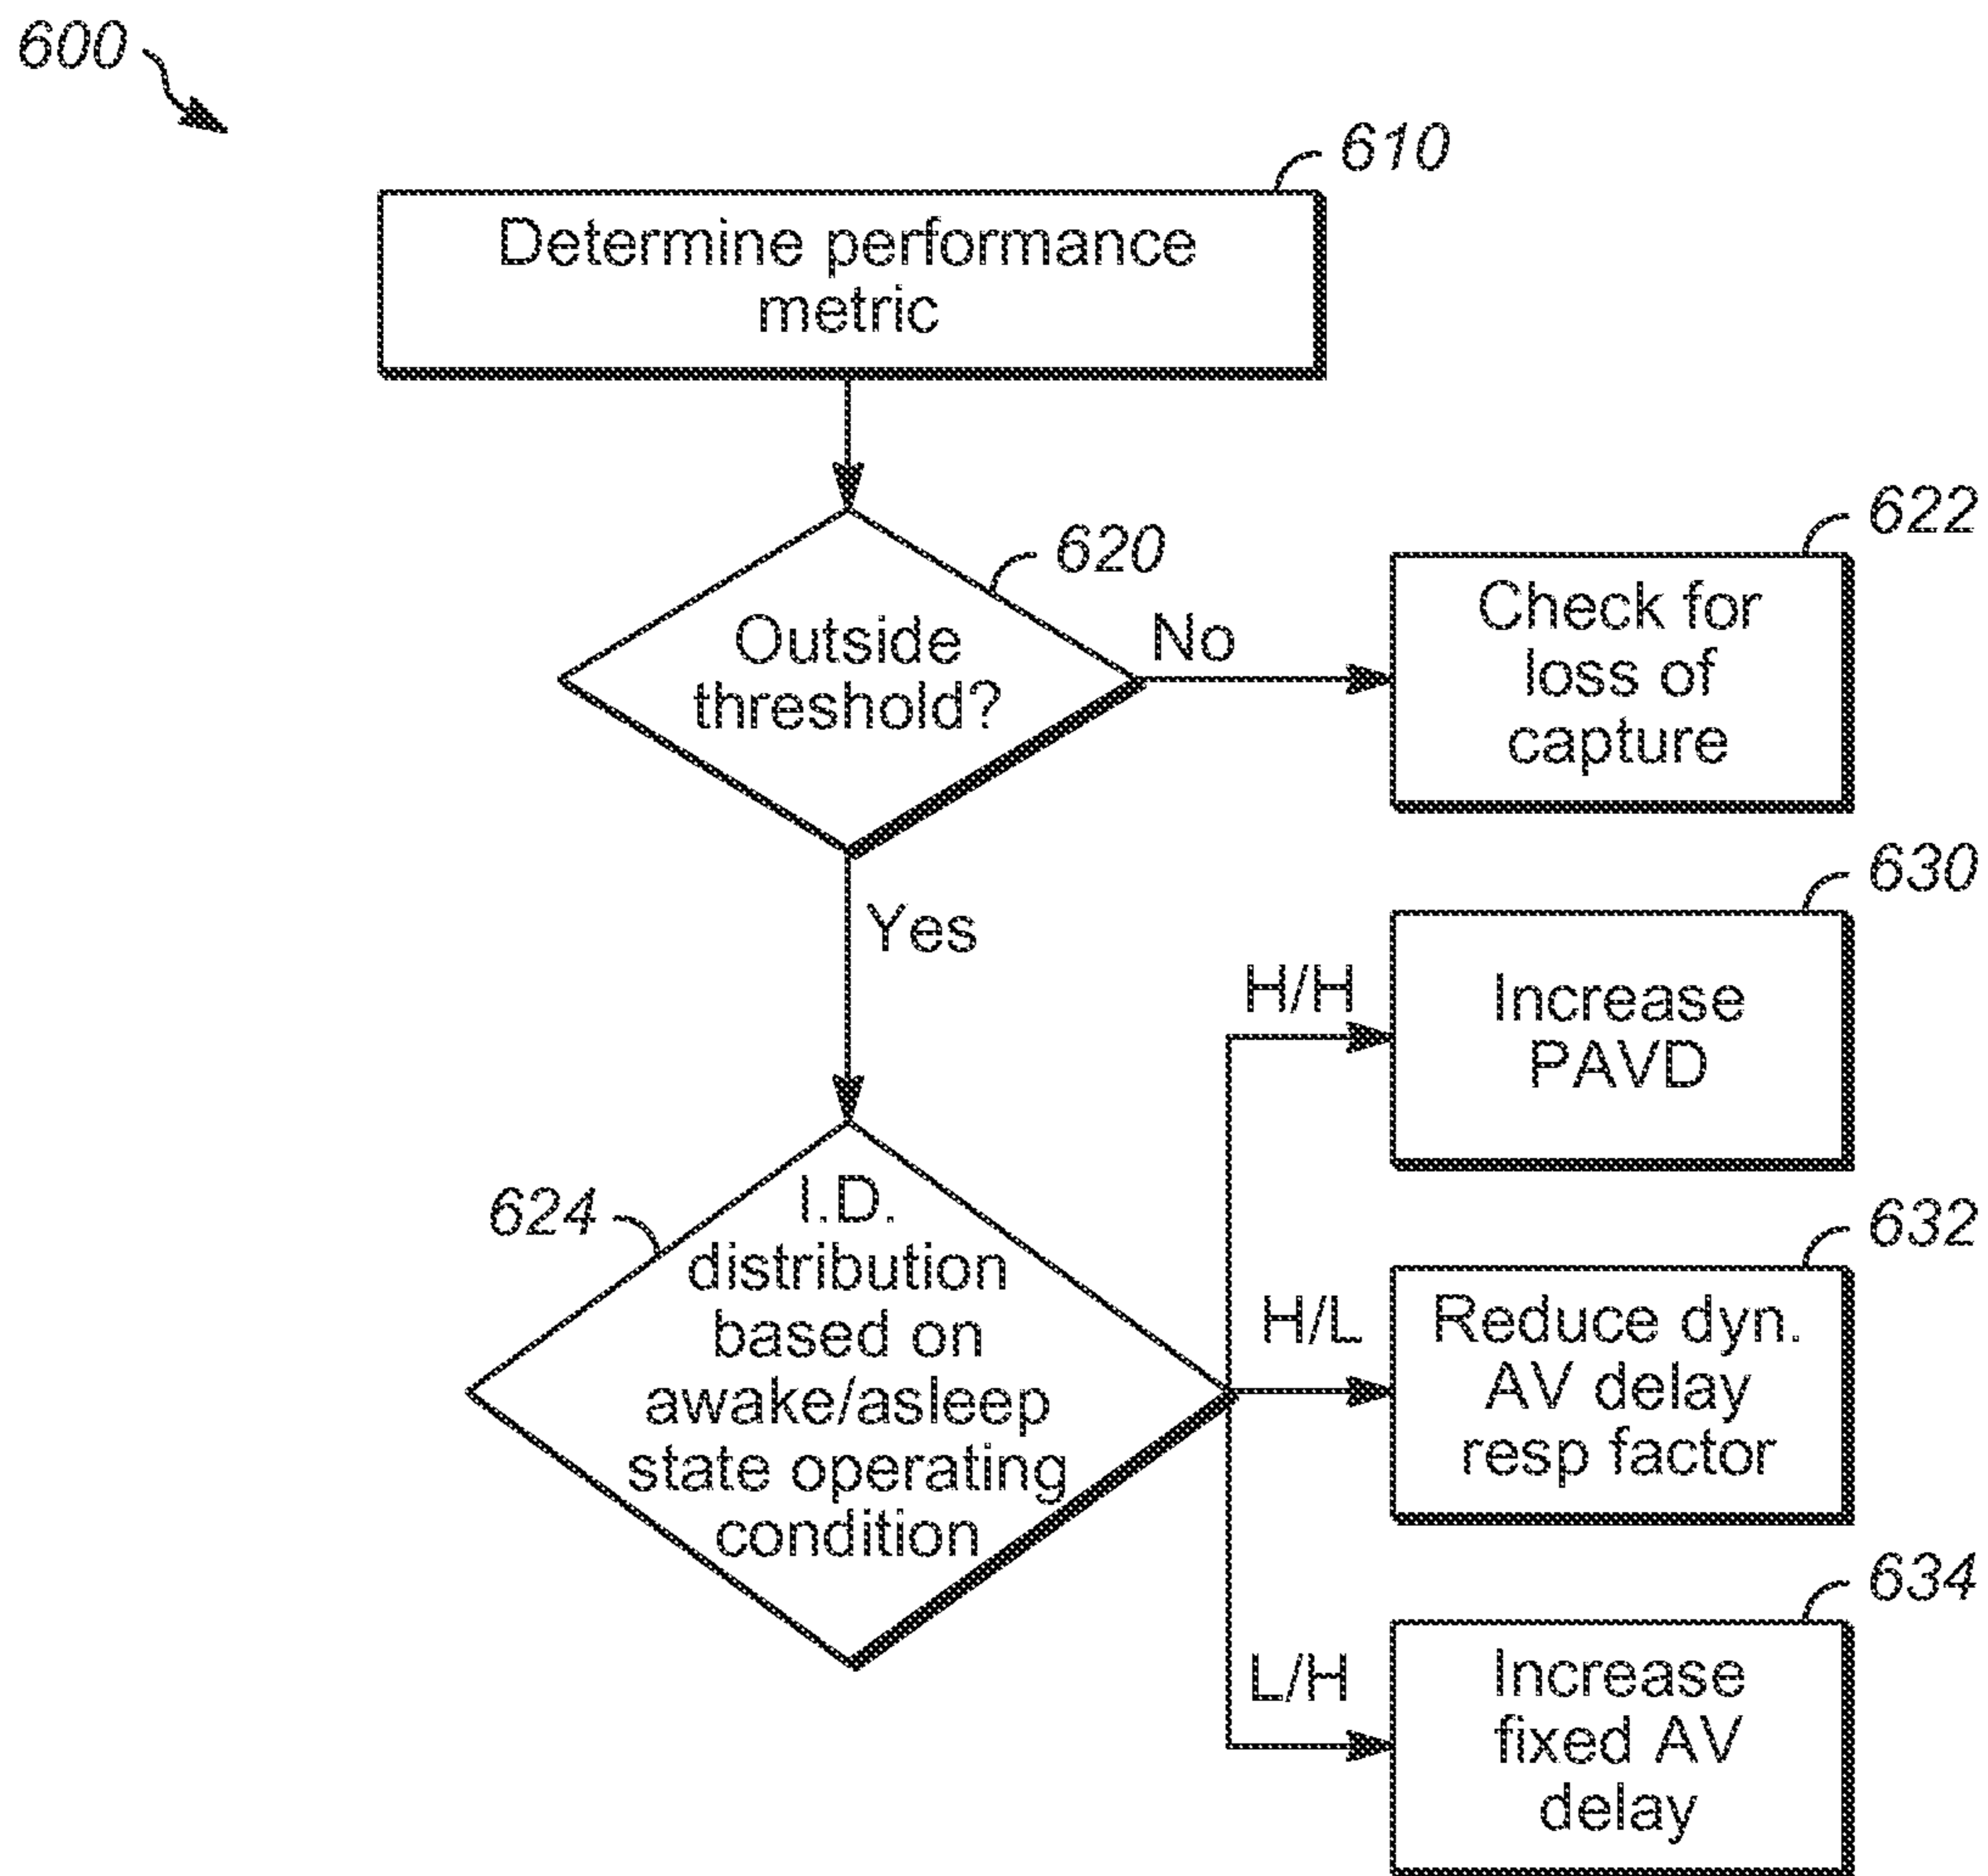 600
610
Determine performance
metric
620
Outside
threshold?
No
622
Check for
loss of
capture
Yes
624
I.D.
distribution
based on
awake/asleep
state operating
condition
H/H
630
Increase
PAVD
H/L
632
Reduce dyn.
AV delay
resp factor
L/H
634
Increase
fixed AV
delay